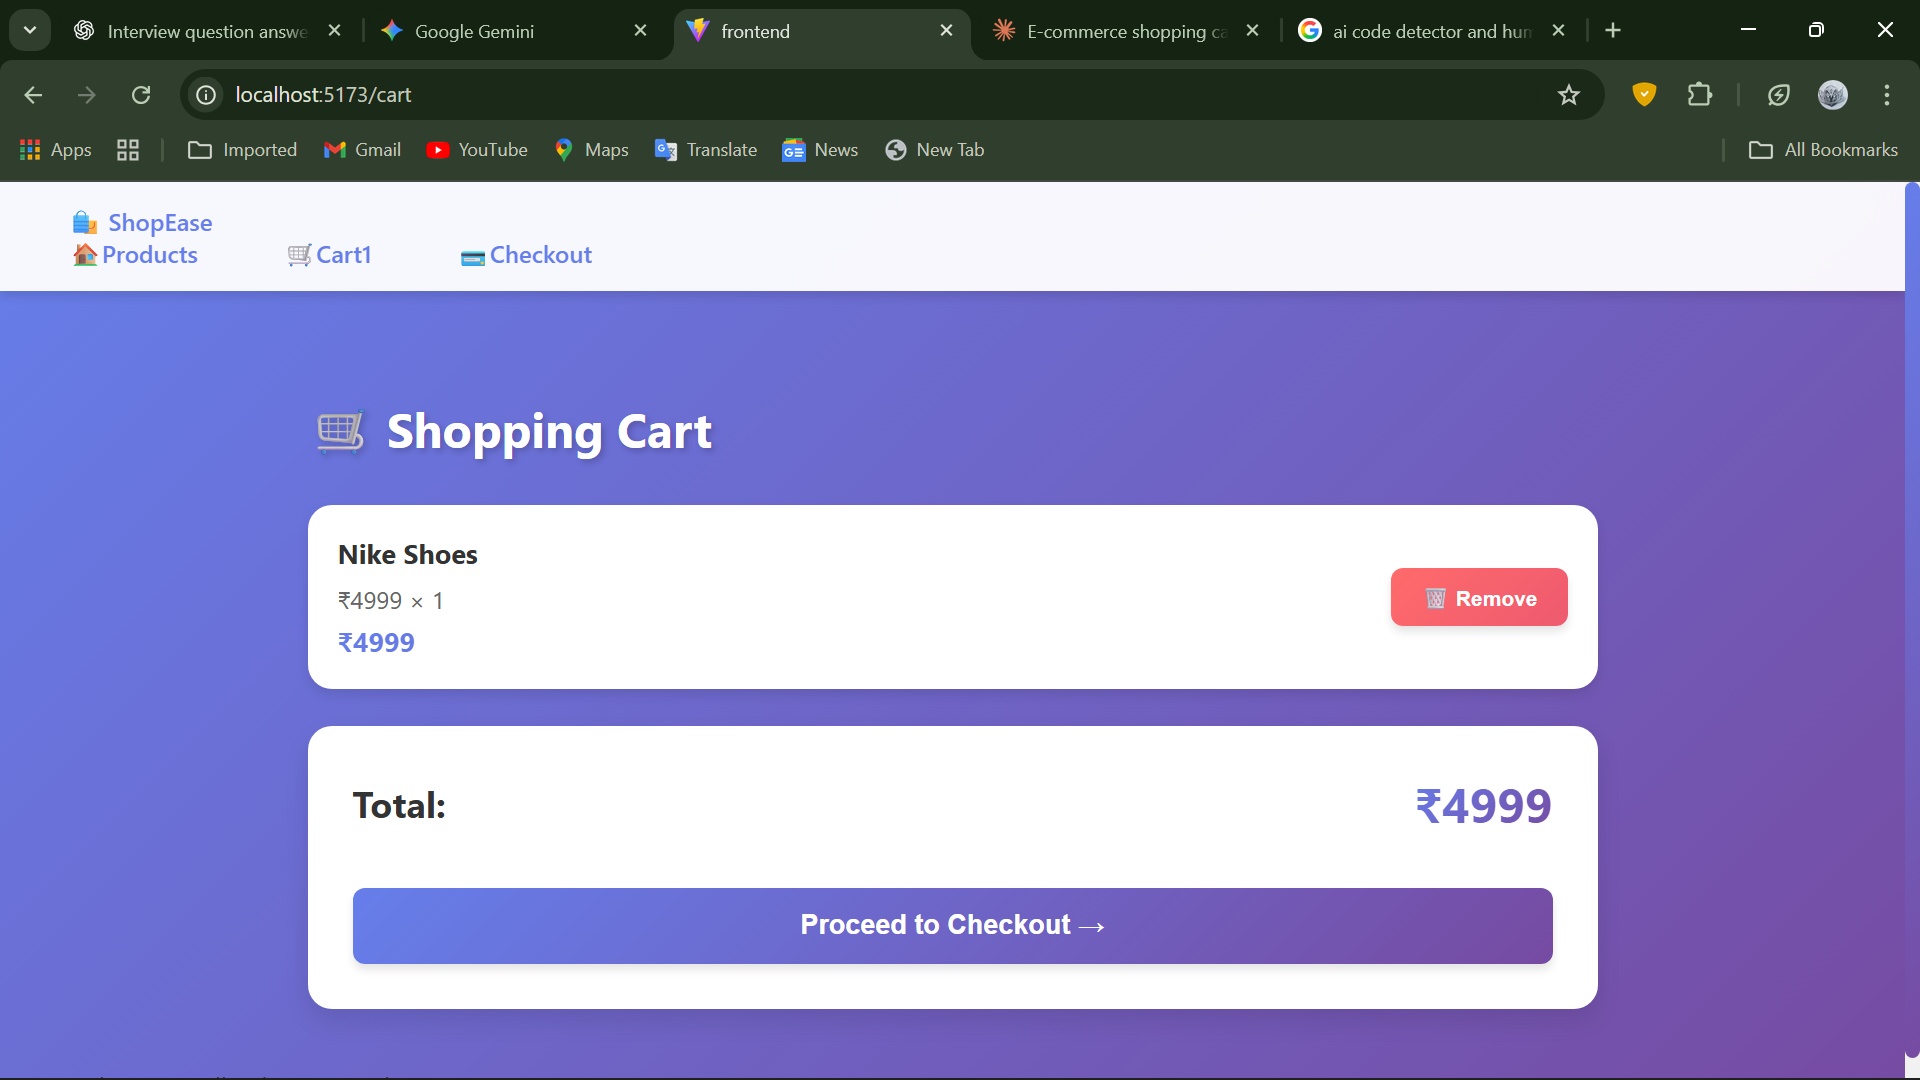 Interview question answe
Google Gemini
frontend
E-commerce shopping ca
ai code detector and hum
localhost:5173/cart
Apps
Imported
Gmail
YouTube
Maps
Translate
News
New Tab
All Bookmarks
ShopEase
Products
Cart1
Checkout
Shopping Cart
Nike Shoes
₹4999 × 1
₹4999
Remove
Total:
₹4999
Proceed to Checkout →